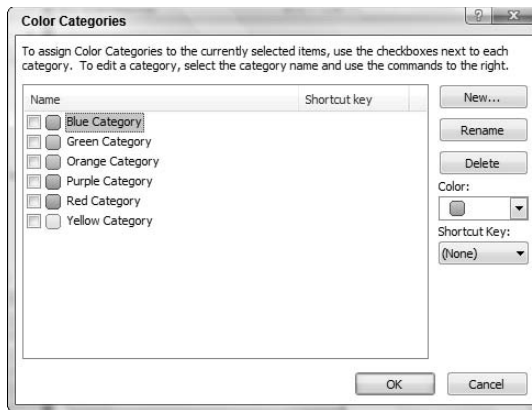 Color Categories
To assign Color Categories to the currently selected items, use the checkboxes next to each
category. To edit a category, select the category name and use the commands to the right.
Name Shortcut key
Blue Category
Green Category
Orange Category
Purple Category
Red Category
Yellow Category
New...
Rename
Delete
Color:
Shortcut Key:
(None)
OK Cancel